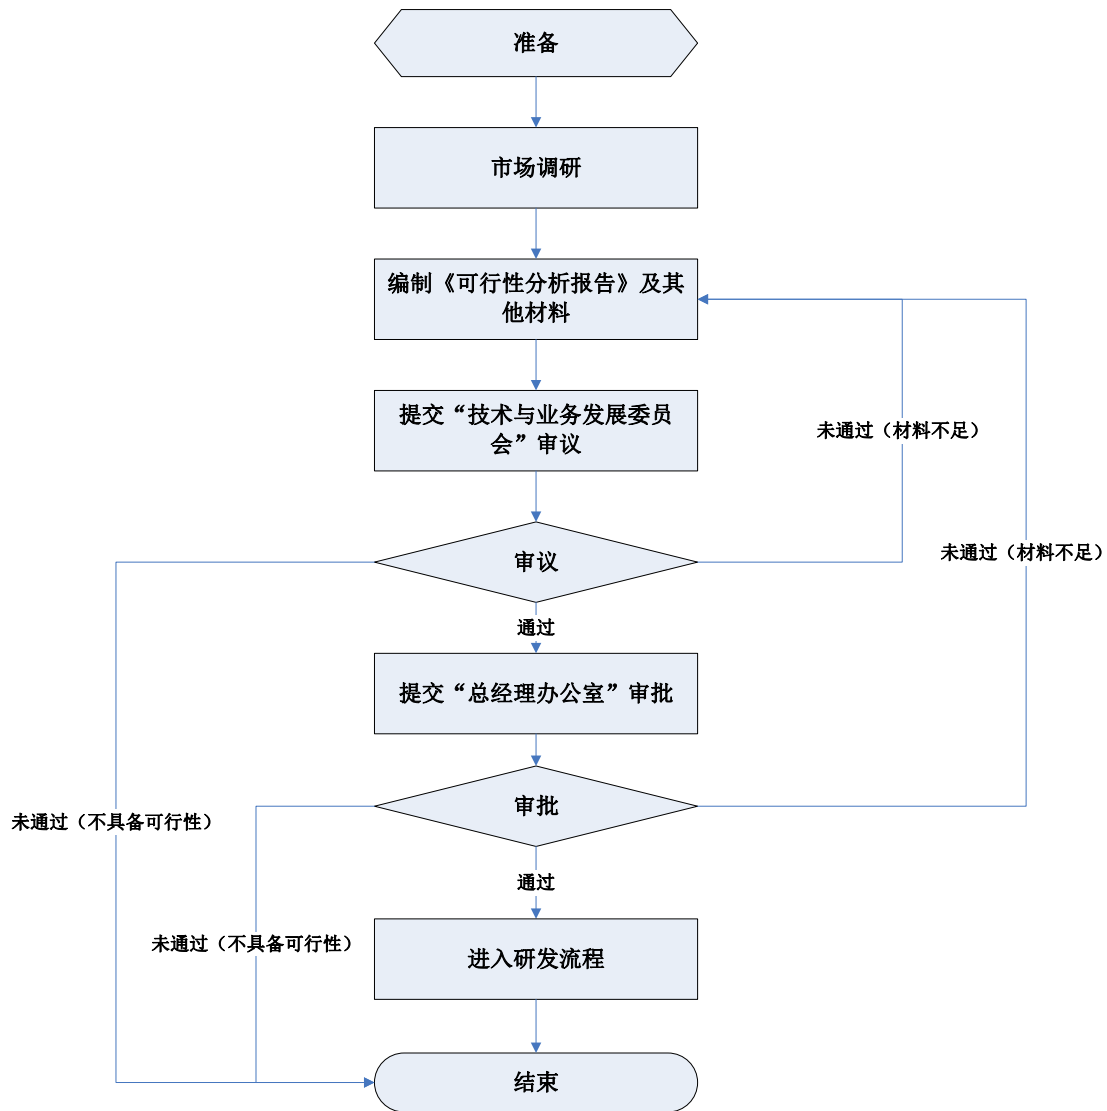 准备
市场调研
编制《可行性分析报告》及其
他材料
提交“技术与业务发展委员
会”审议
未通过（材料不足）
审议
未通过（材料不足）
通过
提交“总经理办公室”审批
审批
未通过（不具备可行性）
通过
未通过（不具备可行性）
进入研发流程
结束